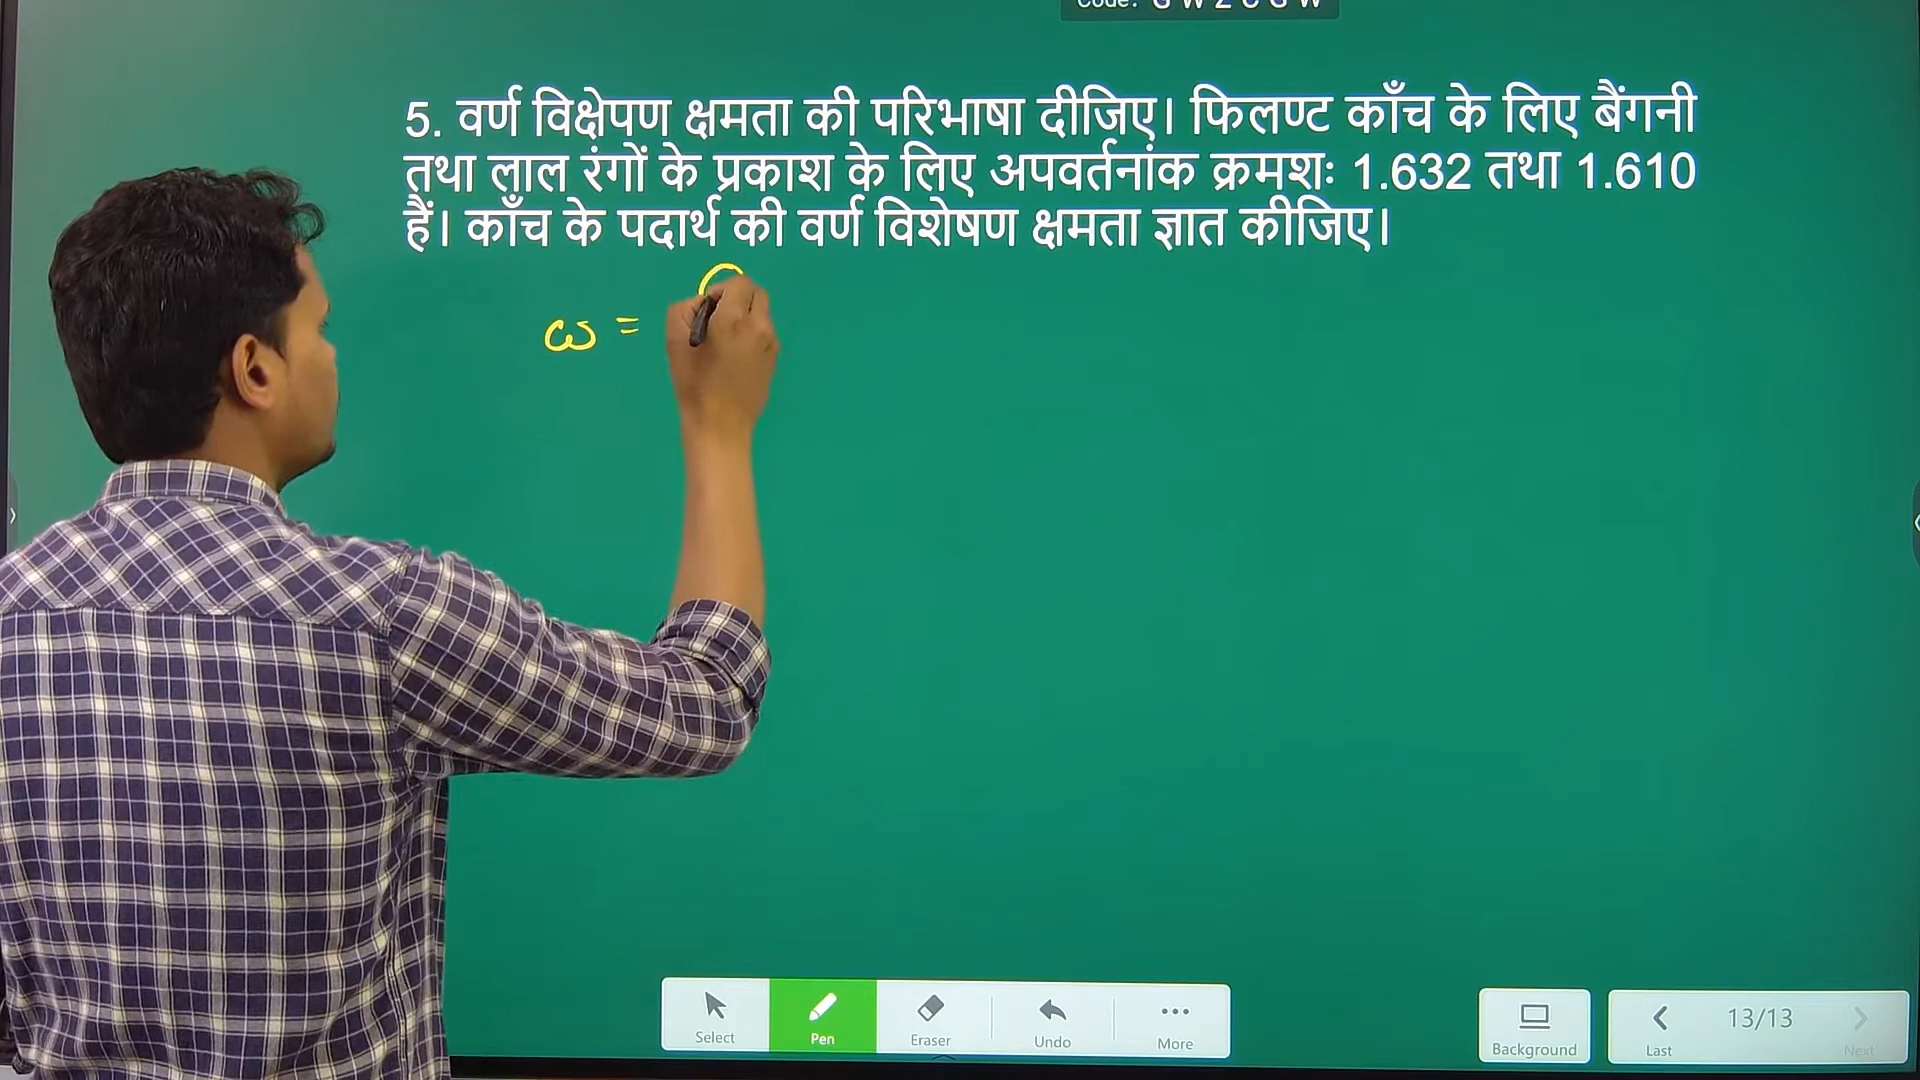 5. वर्ण विक्षेपण क्षमता की परिभाषा दीजिए। फिलण्ट काँच के लिए बैंगनी
तथा लाल रंगों के प्रकाश के लिए अपवर्तनांक क्रमशः 1.632 तथा 1.610
हैं। काँच के पदार्थ की वर्ण विशेषण क्षमता ज्ञात कीजिए।
ω =
Select
Pen
Eraser
Undo
More
Background
Last
13/13
Next